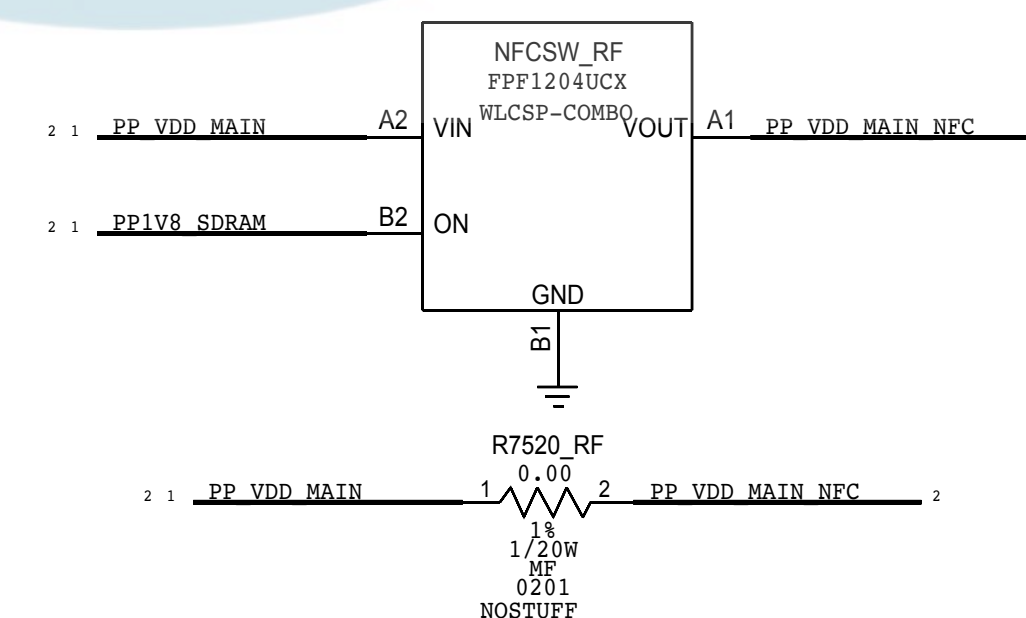 NFCSW_RF
FPF1204UCX
WLCSP-COMBO
2 1 PP_VDD_MAIN A2 VIN VOUT A1 PP_VDD_MAIN_NFC
2 1 PP1V8_SDRAM B2 ON
GND
B1
R7520_RF
0.00
2 1 PP_VDD_MAIN 1 2 PP_VDD_MAIN_NFC 2
1%
1/20W
MF
0201
NOSTUFF